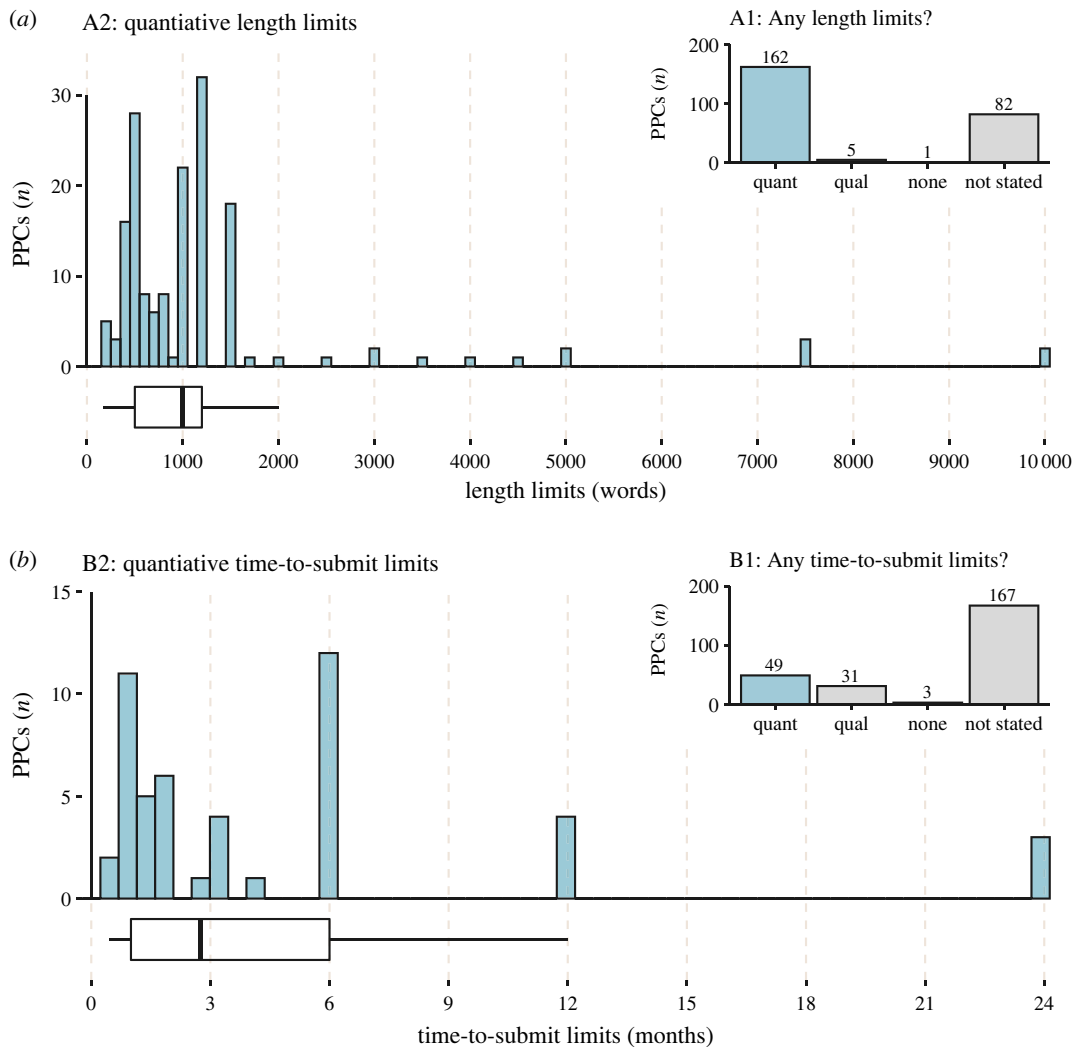 (a) A2: quantiative length limits
A1: Any length limits?
PPCs (n)
30
20
10
0
PPCs (n)
200
100
0
162
5
1
82
quant qual none not stated
0 1000 2000 3000 4000 5000 6000 7000 8000 9000 10 000
length limits (words)
(b) B2: quantiative time-to-submit limits
B1: Any time-to-submit limits?
PPCs (n)
15
10
5
0
PPCs (n)
200
100
0
49
31
3
167
quant qual none not stated
0 3 6 9 12 15 18 21 24
time-to-submit limits (months)